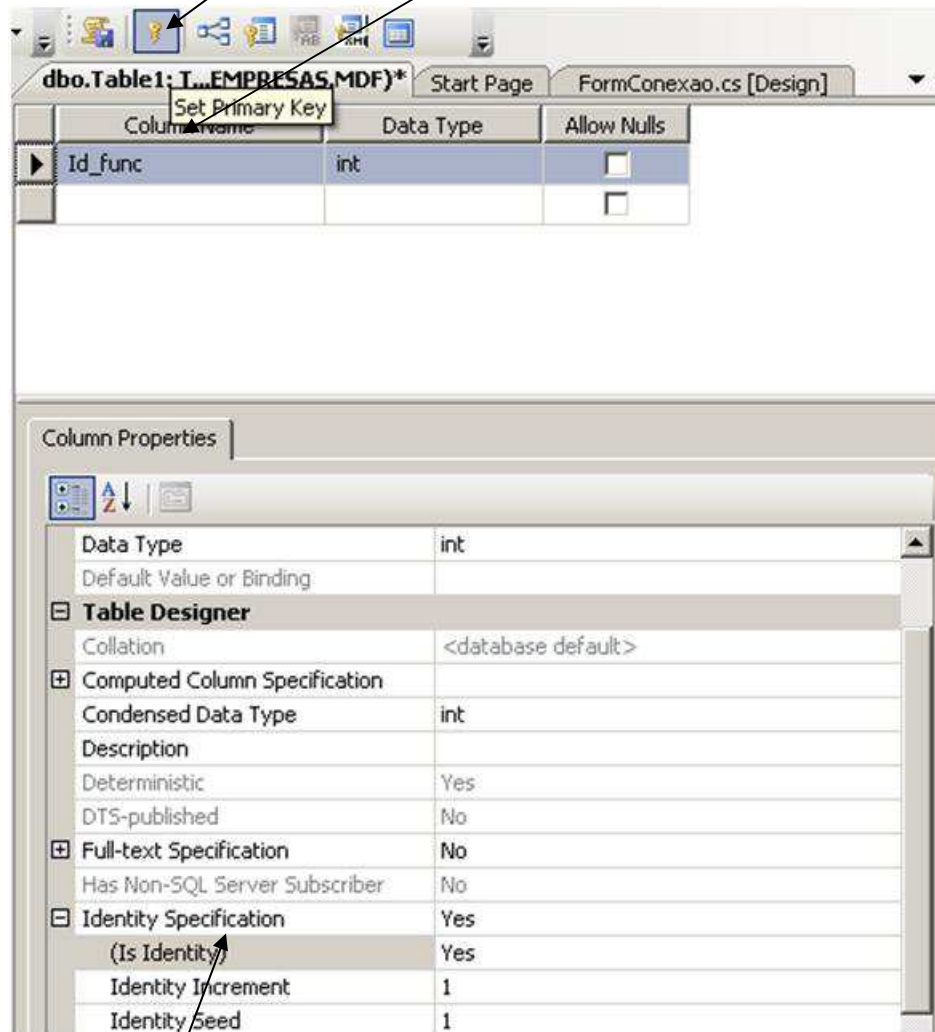 dbo.Table1: T...EMPRESAS.MDF)* Start Page FormConexao.cs [Design]
Set Primary Key
Column Name Data Type Allow Nulls
Id_func int
Column Properties
Data Type int
Default Value or Binding
Table Designer
Collation <database default>
Computed Column Specification
Condensed Data Type int
Description
Deterministic Yes
DTS-published No
Full-text Specification No
Has Non-SQL Server Subscriber No
Identity Specification Yes
(Is Identity) Yes
Identity Increment 1
Identity Seed 1